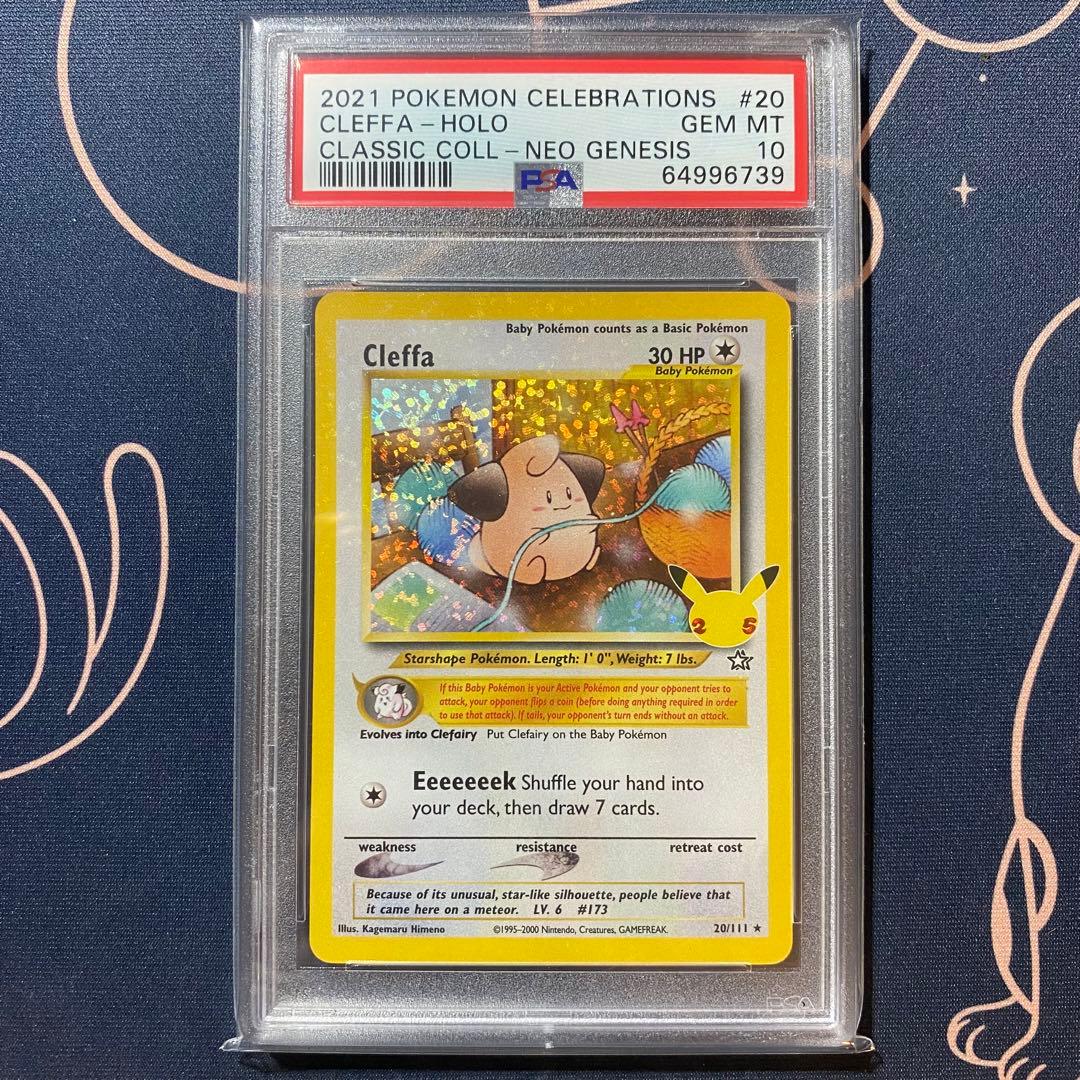 2021 POKEMON CELEBRATIONS #20
CLEFFA - HOLO GEM MT
CLASSIC COLL - NEO GENESIS 10
PSA 64996739
Baby Pokémon counts as a Basic Pokémon
Cleffa 30 HP
Baby Pokémon
25
Starshape Pokémon. Length: 1' 0", Weight: 7 lbs.
If this Baby Pokémon is your Active Pokémon and your opponent tries to
attack, your opponent flips a coin (before doing anything required in order
to use that attack). If tails, your opponent's turn ends without an attack.
Evolves into Clefairy Put Clefairy on the Baby Pokémon
Eeeeeeek Shuffle your hand into
your deck, then draw 7 cards.
weakness resistance retreat cost
Because of its unusual, star-like silhouette, people believe that
it came here on a meteor. LV. 6 #173
Illus. Kagemaru Himeno ©1995–2000 Nintendo, Creatures, GAMEFREAK. 20/111 ★
PSA